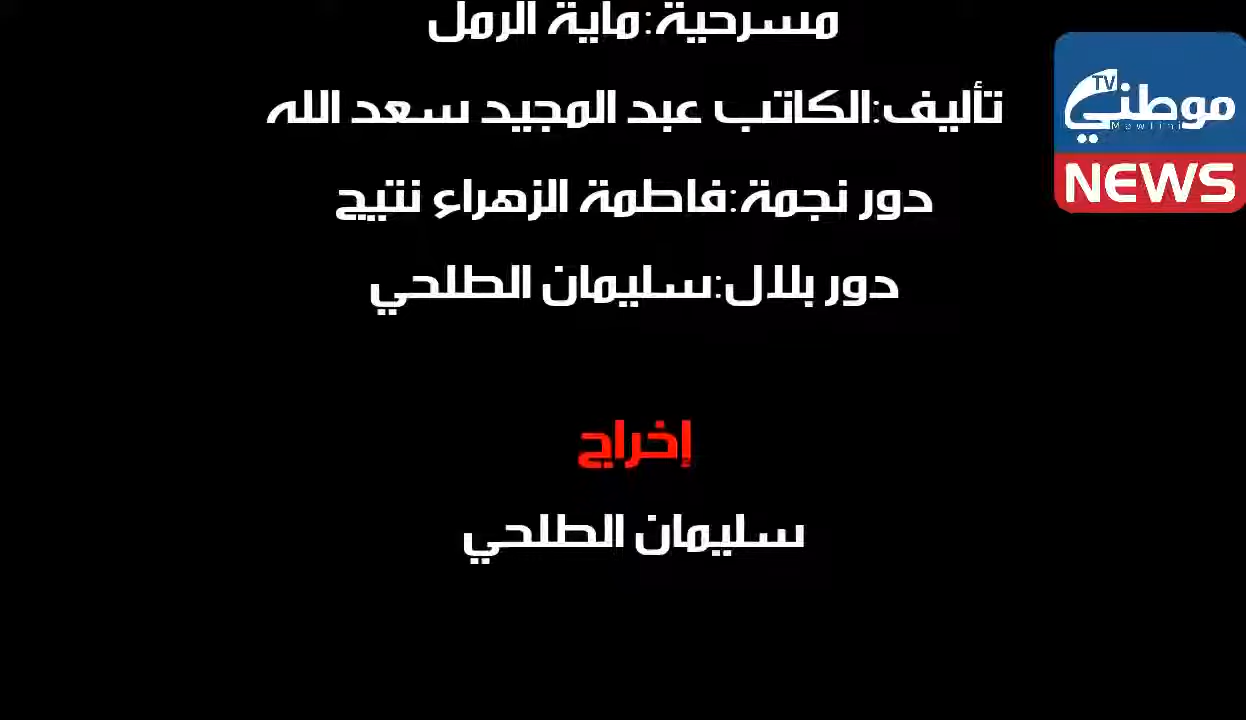 مسرحية:ماية الرمل
تأليف:الكاتب عبد المجيد سعد الله
دور نجمة:فاطمة الزهراء نتيج
دور بلال:سليمان الطلحي
إخراج
سليمان الطلحي
موطني TV
Mowtini
NEWS